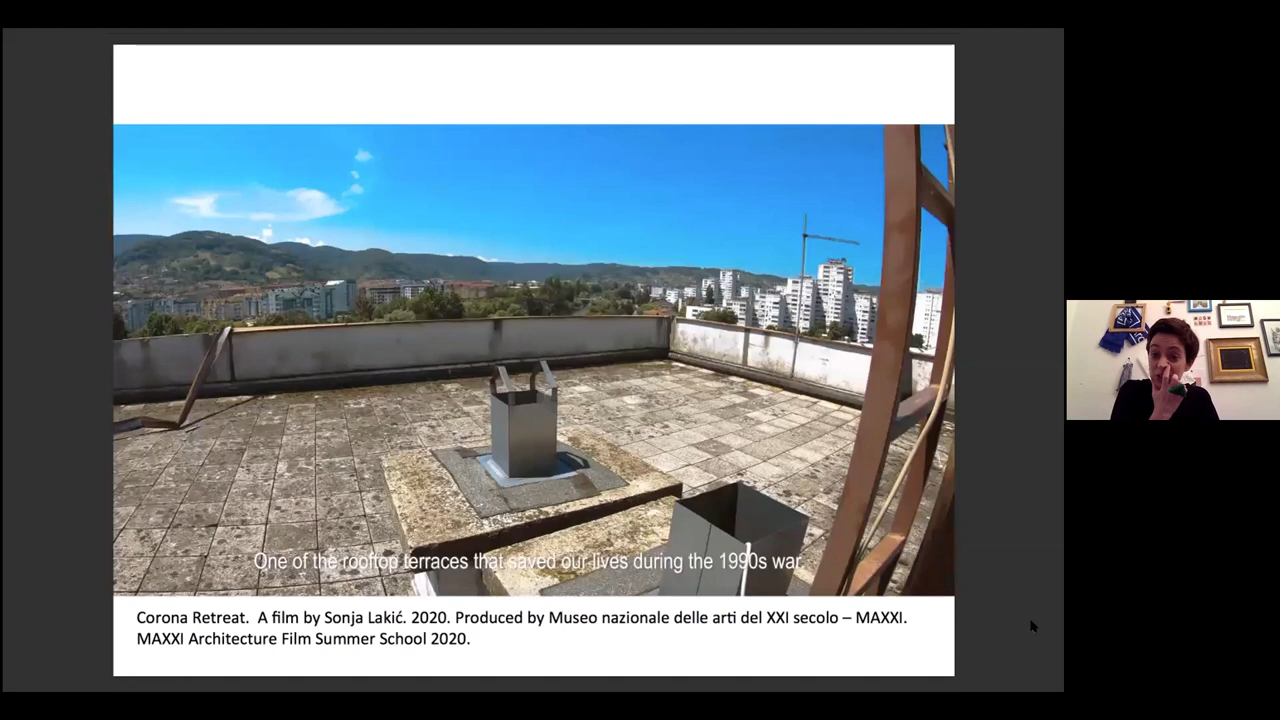 One of the rooftop terraces that saved our lives during the 1990s war.
Corona Retreat. A film by Sonja Lakić. 2020. Produced by Museo nazionale delle arti del XXI secolo – MAXXI.
MAXXI Architecture Film Summer School 2020.